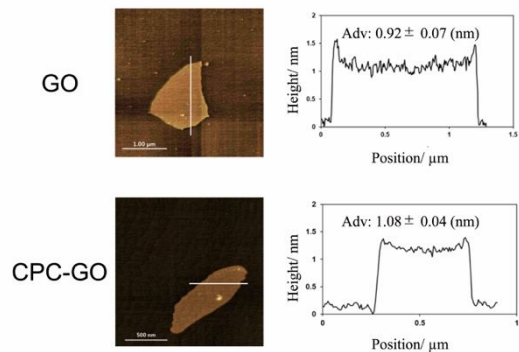 GO
1.00 µm
Adv: 0.92 ± 0.07 (nm)
Height/ nm
2
1.5
1
0.5
0
0
0.5
1
1.5
Position/ µm
CPC-GO
500 nm
Adv: 1.08 ± 0.04 (nm)
Height/ nm
2
1.5
1
0.5
0
0
0.5
1
Position/ µm